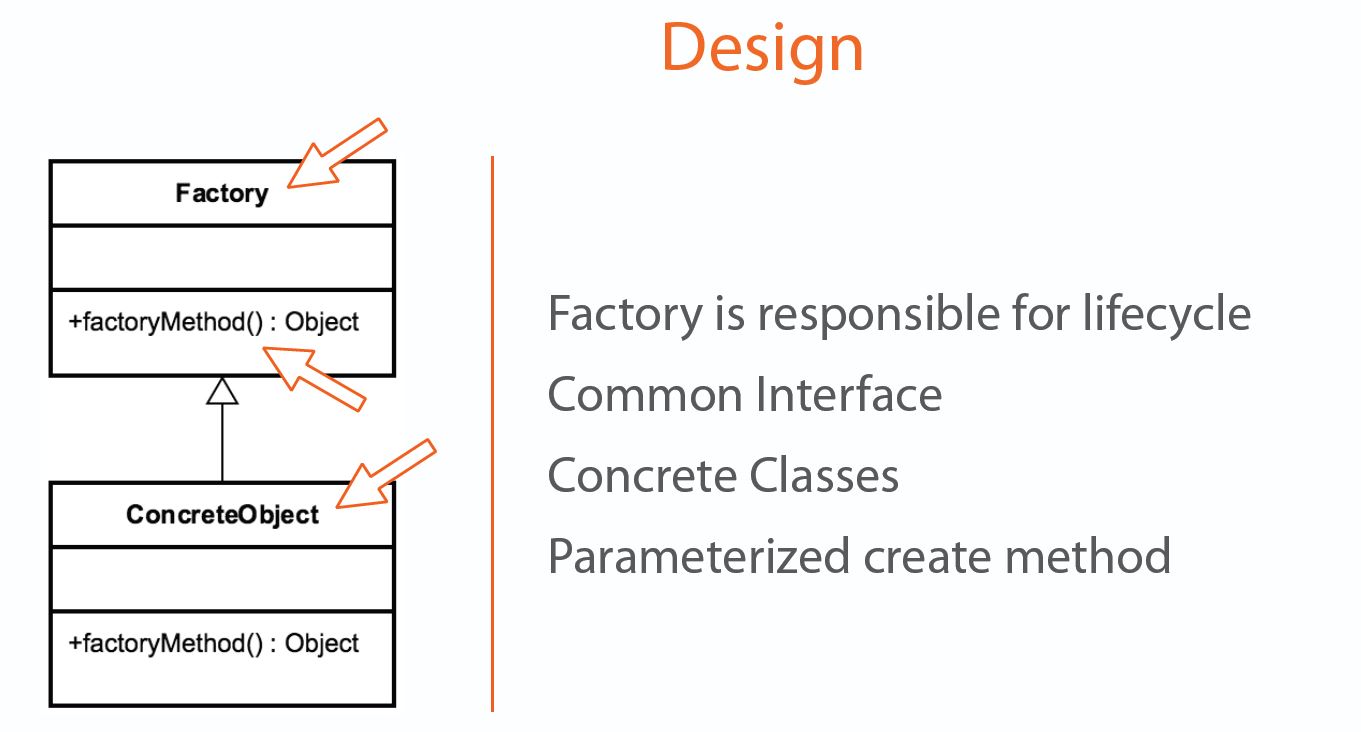 Design
Factory
+factoryMethod() : Object
ConcreteObject
+factoryMethod() : Object
Factory is responsible for lifecycle
Common Interface
Concrete Classes
Parameterized create method